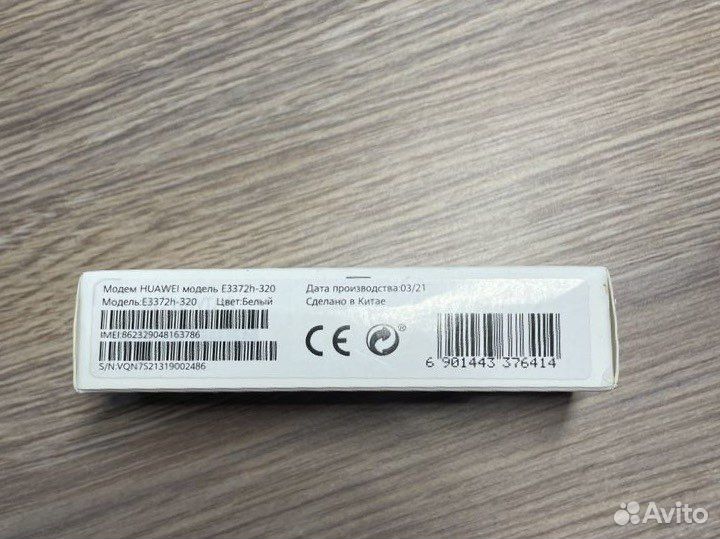 Модем HUAWEI модель E3372h-320
Модель:E3372h-320 Цвет:Белый
IMEI:862329048163786
S/N:VQN7S21319002486
Дата производства:03/21
Сделано в Китае
CE ®
6 901443 376414
Avito